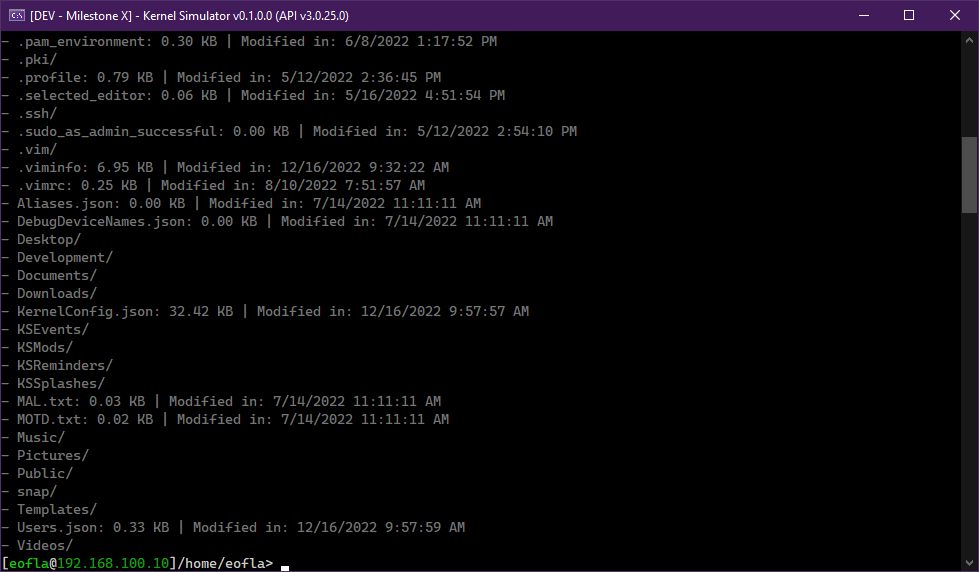 [DEV - Milestone X] - Kernel Simulator v0.1.0.0 (API v3.0.25.0)
- .pam_environment: 0.30 KB | Modified in: 6/8/2022 1:17:52 PM
- .pki/
- .profile: 0.79 KB | Modified in: 5/12/2022 2:36:45 PM
- .selected_editor: 0.06 KB | Modified in: 5/16/2022 4:51:54 PM
- .ssh/
- .sudo_as_admin_successful: 0.00 KB | Modified in: 5/12/2022 2:54:10 PM
- .vim/
- .viminfo: 6.95 KB | Modified in: 12/16/2022 9:32:22 AM
- .vimrc: 0.25 KB | Modified in: 8/10/2022 7:51:57 AM
- Aliases.json: 0.00 KB | Modified in: 7/14/2022 11:11:11 AM
- DebugDeviceNames.json: 0.00 KB | Modified in: 7/14/2022 11:11:11 AM
- Desktop/
- Development/
- Documents/
- Downloads/
- KernelConfig.json: 32.42 KB | Modified in: 12/16/2022 9:57:57 AM
- KSEvents/
- KSMods/
- KSReminders/
- KSSplashes/
- MAL.txt: 0.03 KB | Modified in: 7/14/2022 11:11:11 AM
- MOTD.txt: 0.02 KB | Modified in: 7/14/2022 11:11:11 AM
- Music/
- Pictures/
- Public/
- snap/
- Templates/
- Users.json: 0.33 KB | Modified in: 12/16/2022 9:57:59 AM
- Videos/
[eofla@192.168.100.10]/home/eofla> _